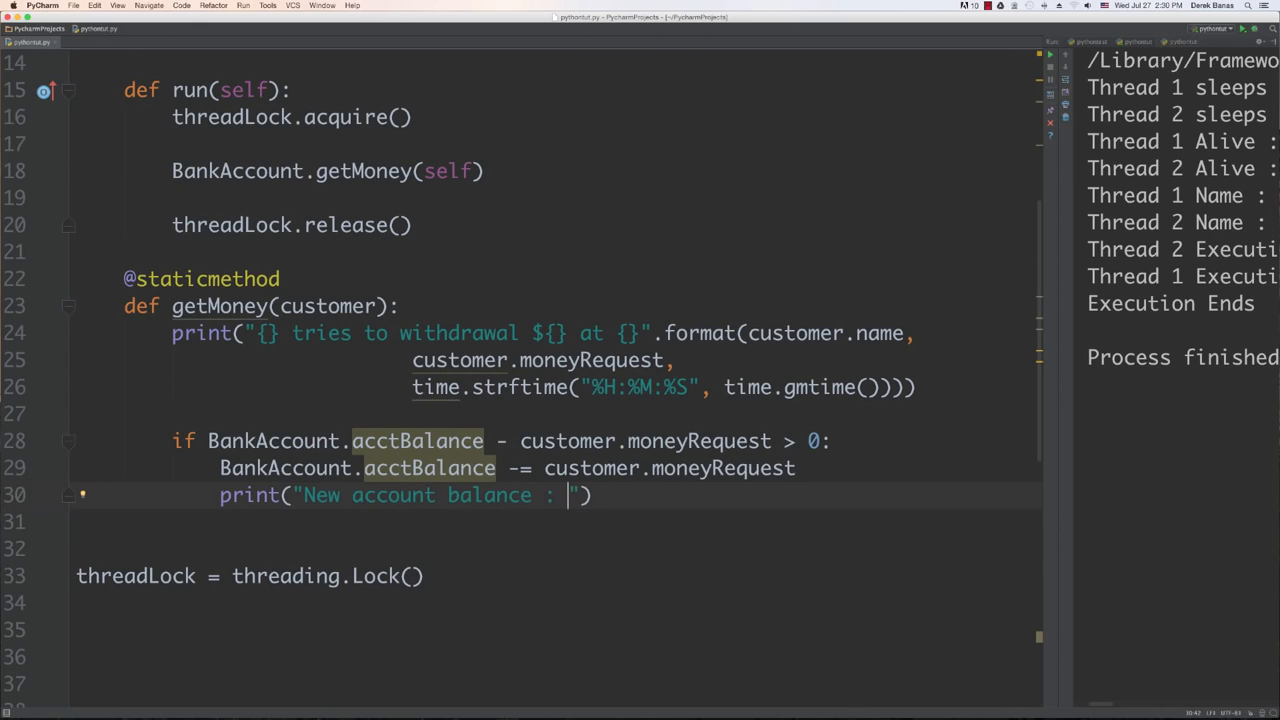 PyCharm File Edit View Navigate Code Refactor Run Tools VCS Window Help 10 Wed Jul 27 2:30 PM Derek Banas
pythontut.py - PycharmProjects - [~/PycharmProjects]
PycharmProjects pythontut.py pythontut
pythontut.py Run: pythontut pythontut
14
15 def run(self):
16 threadLock.acquire()
17
18 BankAccount.getMoney(self)
19
20 threadLock.release()
21
22 @staticmethod
23 def getMoney(customer):
24 print("{} tries to withdrawal ${} at {}".format(customer.name,
25 customer.moneyRequest,
26 time.strftime("%H:%M:%S", time.gmtime())))
27
28 if BankAccount.acctBalance - customer.moneyRequest > 0:
29 BankAccount.acctBalance -= customer.moneyRequest
30 print("New account balance : ")
31
32
33 threadLock = threading.Lock()
34
35
36
37
/Library/Framewo
Thread 1 sleeps
Thread 2 sleeps
Thread 1 Alive :
Thread 2 Alive :
Thread 1 Name :
Thread 2 Name :
Thread 2 Executi
Thread 1 Executi
Execution Ends
Process finished
30:42 LF‡ UTF-8‡